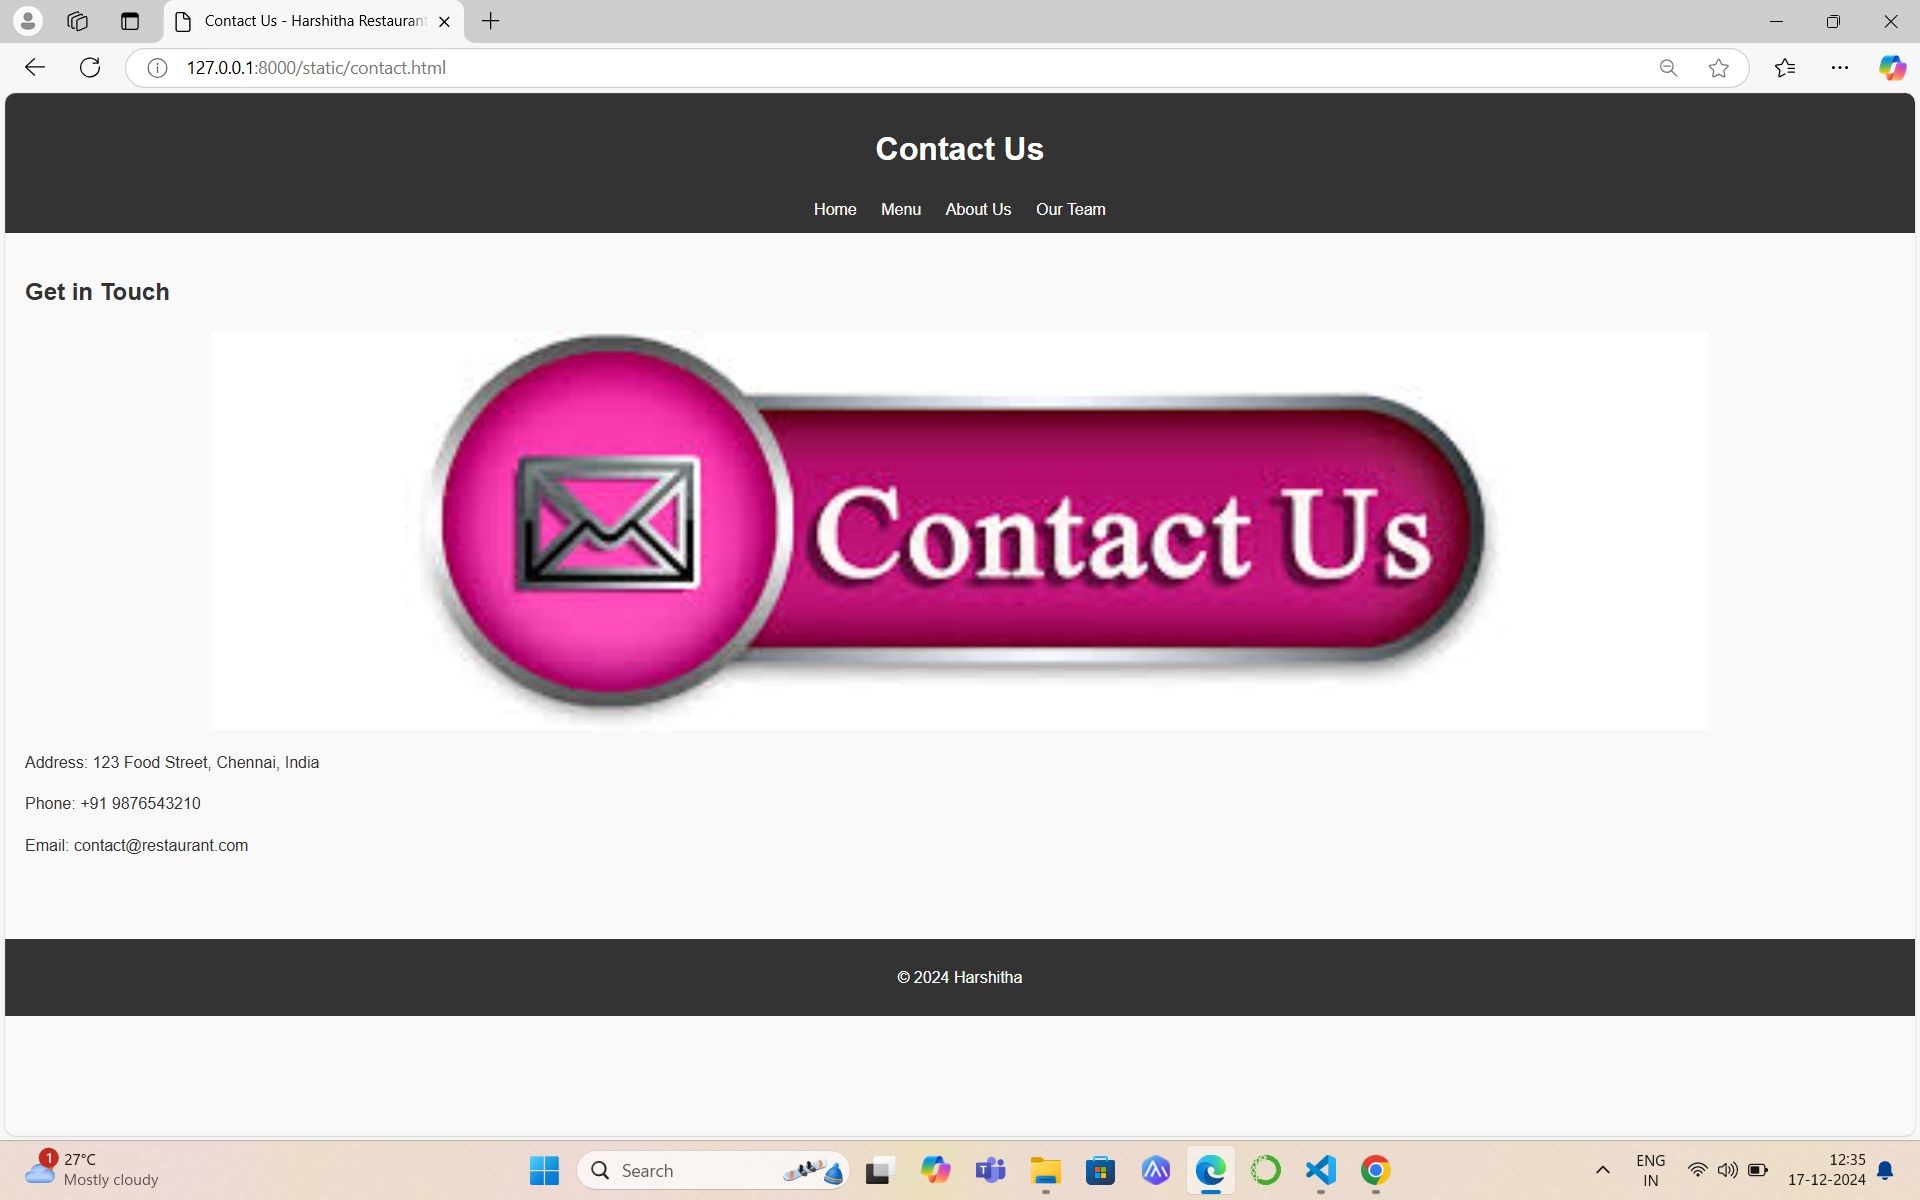 Contact Us - Harshitha Restaurant
127.0.0.1:8000/static/contact.html
Contact Us
Home Menu About Us Our Team
Get in Touch
Contact Us
Address: 123 Food Street, Chennai, India
Phone: +91 9876543210
Email: contact@restaurant.com
© 2024 Harshitha
1
27°C
Mostly cloudy
Search
ENG
IN
12:35
17-12-2024